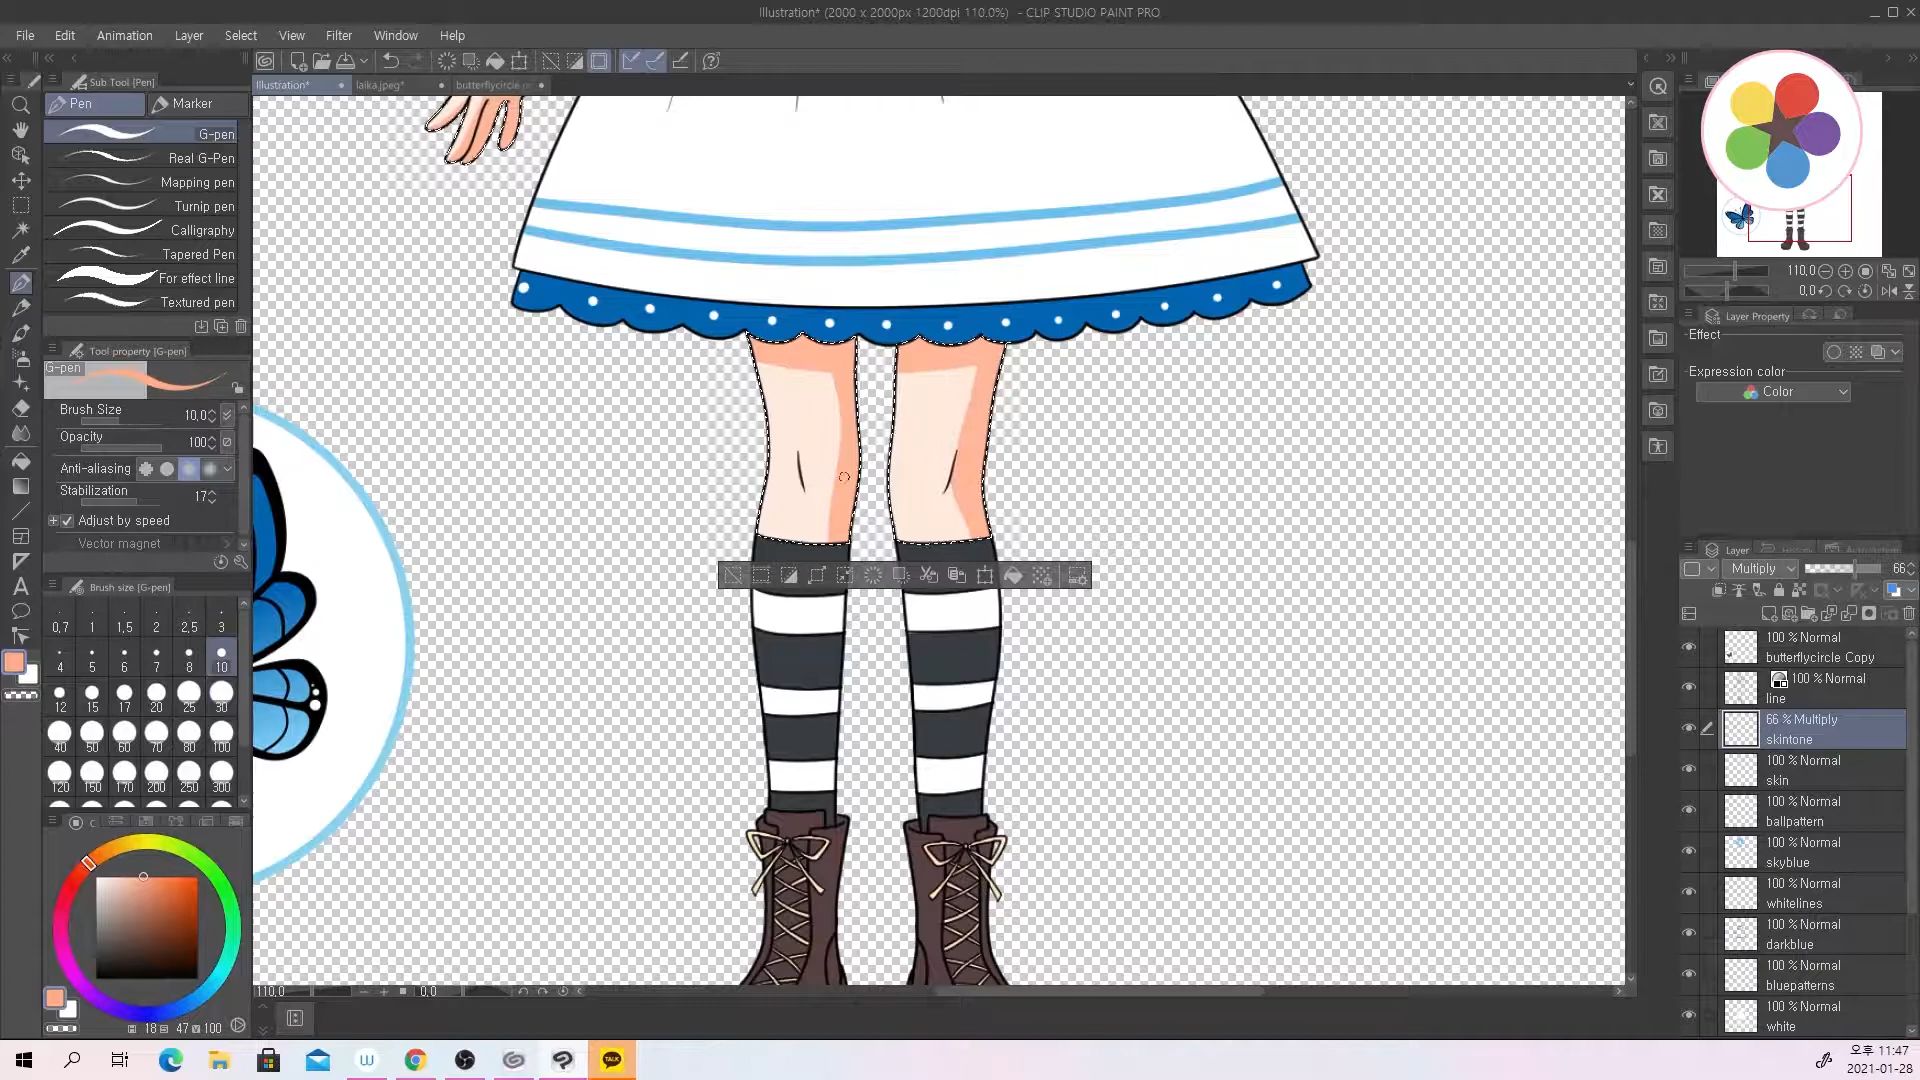 Illustration* (2000 x 2000px 1200dpi 110.0%) - CLIP STUDIO PAINT PRO
File Edit Animation Layer Select View Filter Window Help
Sub Tool [Pen]
Illustration* laika.jpeg*
Pen Marker
G-pen
Real G-Pen
Mapping pen
Turnip pen
Calligraphy
Tapered Pen
For effect line
Textured pen
Tool property [G-pen]
G-pen
Brush Size 10.0
Opacity 100
Anti-aliasing
Stabilization 17
Adjust by speed
Vector magnet
Brush size [G-pen]
0.7 1 1.5 2 2.5 3
4 5 6 7 8 10
12 15 17 20 25 30
40 50 60 70 80 100
120 150 170 200 250 300
18 47 100
110.0 0.0
110.0
0.0
Layer Property
Effect
Expression color
Color
Layer
Multiply 66
100 % Normal
butterflycircle Copy
100 % Normal
line
66 % Multiply
skintone
100 % Normal
skin
100 % Normal
ballpattern
100 % Normal
skyblue
100 % Normal
whitelines
100 % Normal
darkblue
100 % Normal
bluepatterns
100 % Normal
white
TALK
오후 11:47
2021-01-28